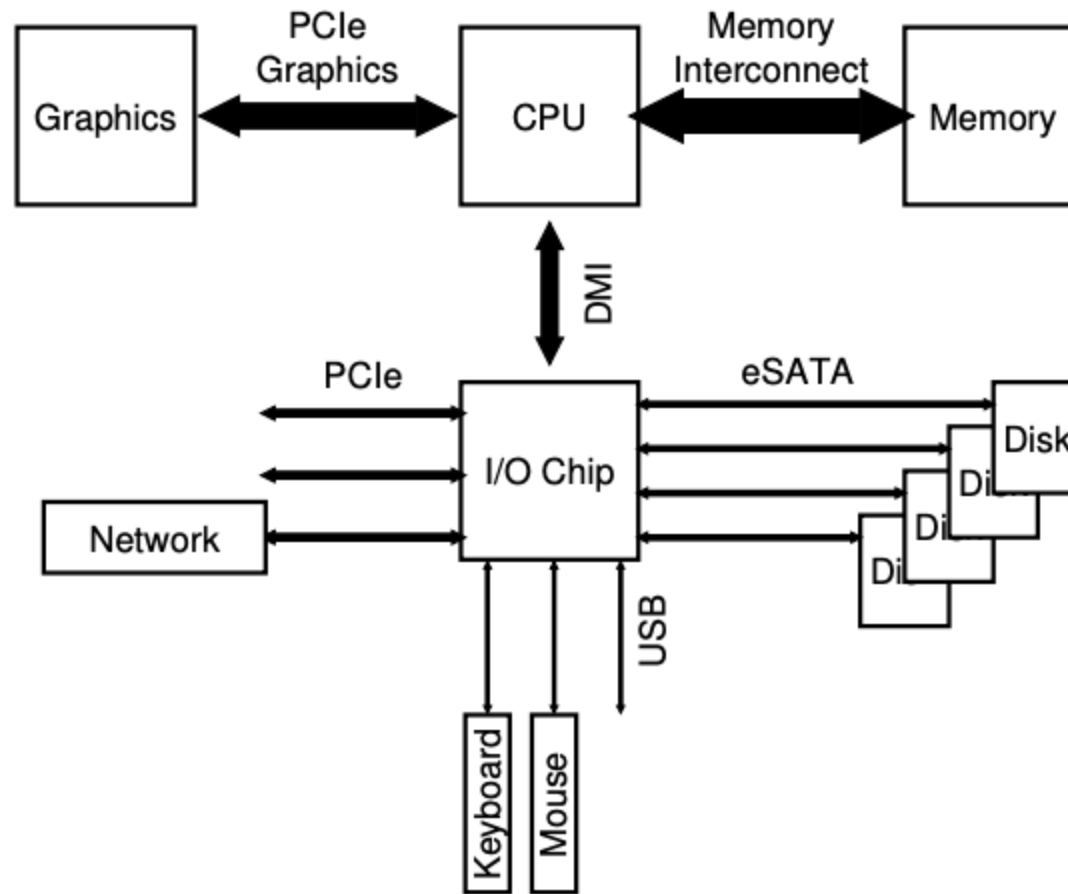 PCIe
Graphics
Memory
Interconnect
Graphics
CPU
Memory
DMI
PCIe
eSATA
I/O Chip
Disk
Network
USB
Keyboard
Mouse